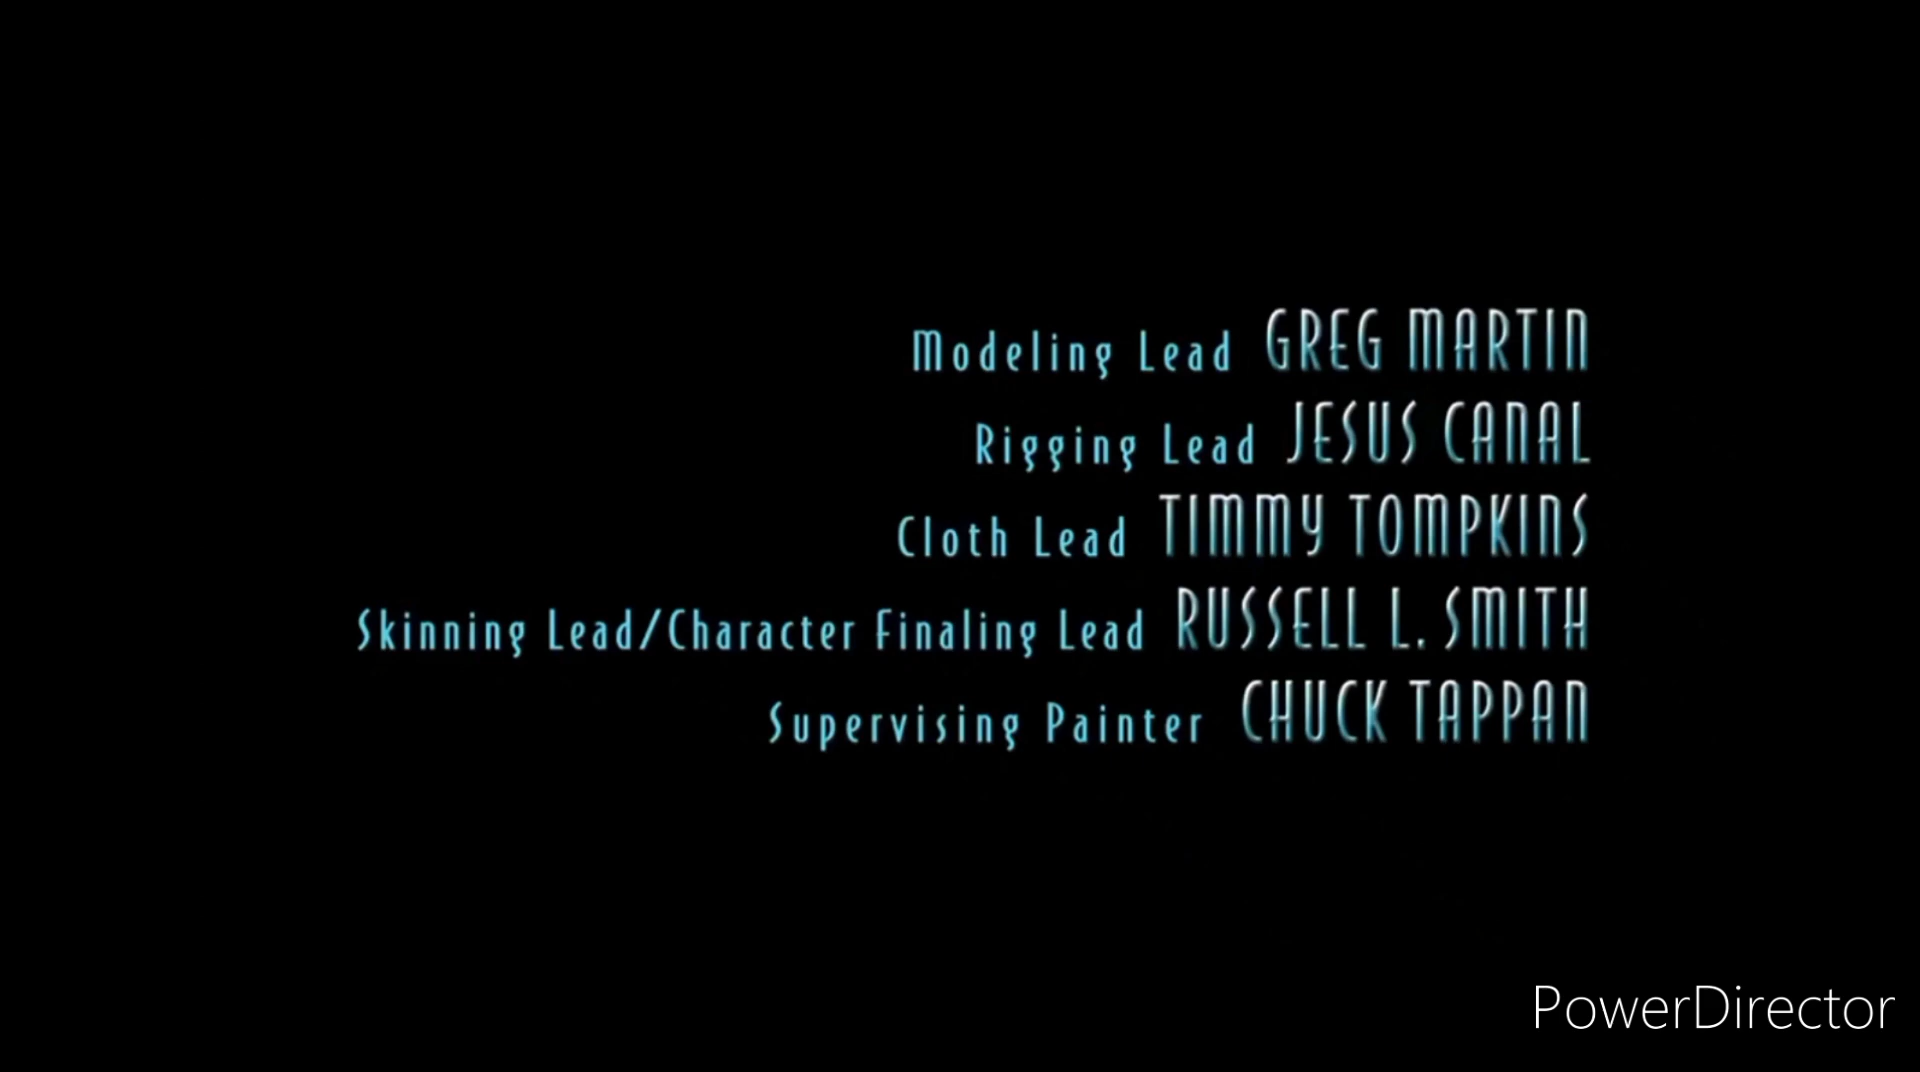 Modeling Lead GREG MARTIN
Rigging Lead JESUS CANAL
Cloth Lead TIMMY TOMPKINS
Skinning Lead/Character Finaling Lead RUSSELL L. SMITH
Supervising Painter CHUCK TAPPAN
PowerDirector